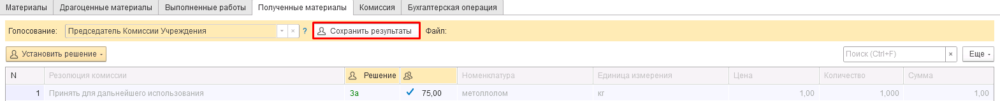 Материалы Драгоценные материалы Выполненные работы Полученные материалы Комиссия Бухгалтерская операция
Голосование: Председатель Комиссии Учреждения ? Сохранить результаты Файл:
Установить решение Поиск (Ctrl+F) × Еще
N Резолюция комиссии Решение Номенклатура Единица измерения Цена Количество Сумма
1 Принять для дальнейшего использования За 75,00 метоллолом кг 1,00 1,000 1,00